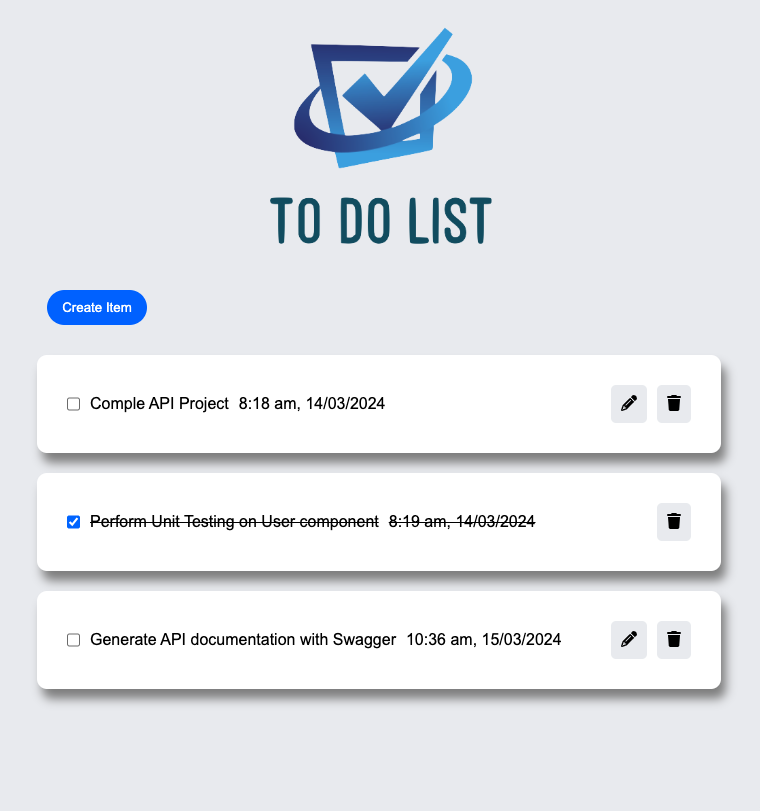 TO DO LIST
Create Item
Comple API Project 8:18 am, 14/03/2024
Perform Unit Testing on User component 8:19 am, 14/03/2024
Generate API documentation with Swagger 10:36 am, 15/03/2024